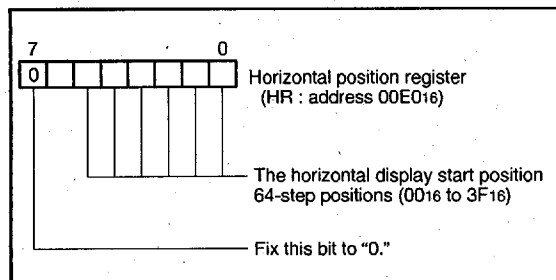 7 0
0
Horizontal position register
(HR : address 00E016)
The horizontal display start position
64-step positions (0016 to 3F16)
Fix this bit to “0.”